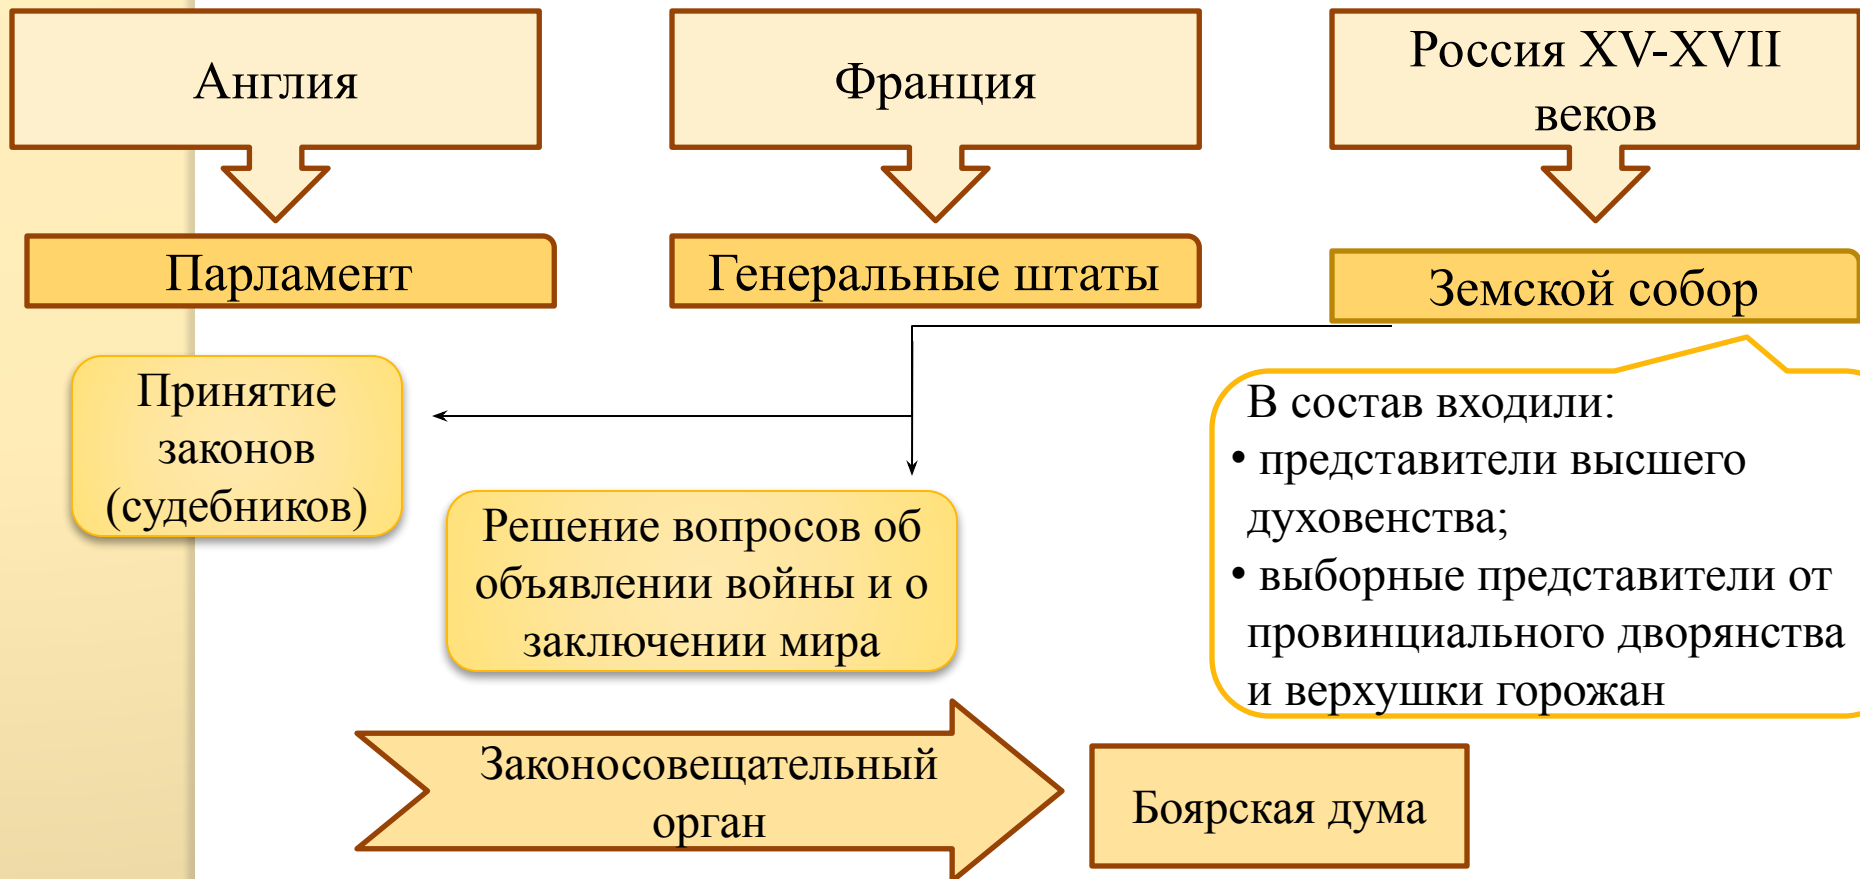 Англия
Франция
Россия XV-XVII
веков
Парламент
Генеральные штаты
Земской собор
Принятие
законов
(судебников)
Решение вопросов об
объявлении войны и о
заключении мира
В состав входили:
• представители высшего
духовенства;
• выборные представители от
провинциального дворянства
и верхушки горожан
Законосовещательный
орган
Боярская дума